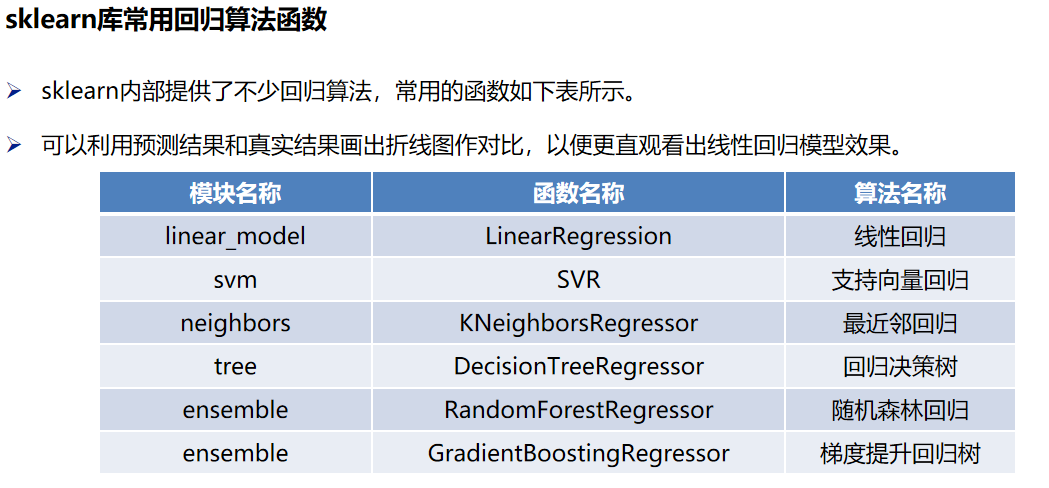 sklearn库常用回归算法函数
sklearn内部提供了不少回归算法，常用的函数如下表所示。
可以利用预测结果和真实结果画出折线图作对比，以便更直观看出线性回归模型效果。
模块名称 函数名称 算法名称
linear_model LinearRegression 线性回归
svm SVR 支持向量回归
neighbors KNeighborsRegressor 最近邻回归
tree DecisionTreeRegressor 回归决策树
ensemble RandomForestRegressor 随机森林回归
ensemble GradientBoostingRegressor 梯度提升回归树